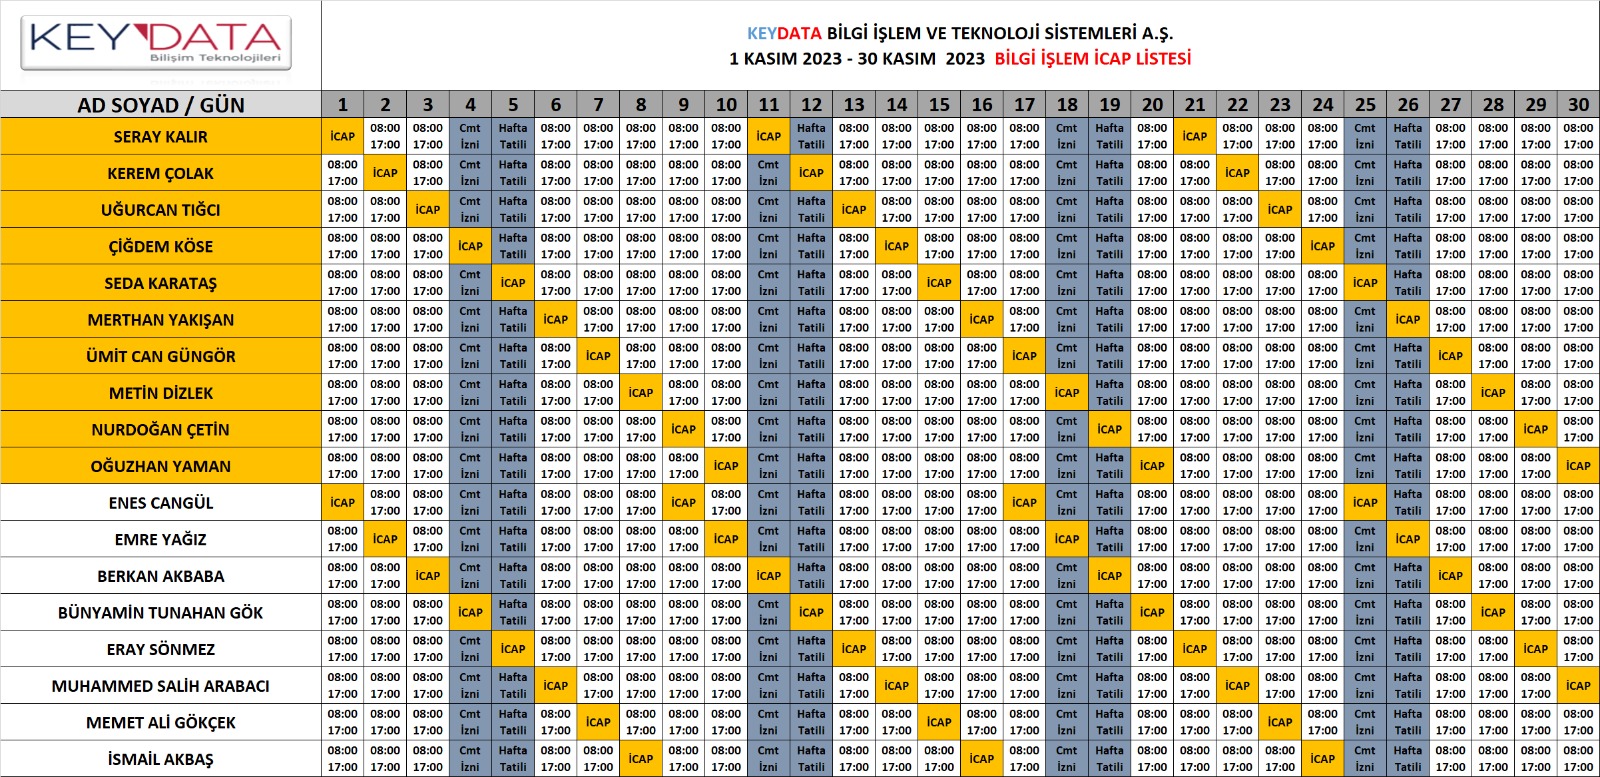 KEYDATA
Bilişim Teknolojileri
KEYDATA BİLGİ İŞLEM VE TEKNOLOJİ SİSTEMLERİ A.Ş.
1 KASIM 2023 - 30 KASIM 2023 BİLGİ İŞLEM İCAP LİSTESİ
AD SOYAD / GÜN 1 2 3 4 5 6 7 8 9 10 11 12 13 14 15 16 17 18 19 20 21 22 23 24 25 26 27 28 29 30
SERAY KALIR İCAP 08:00 17:00 08:00 17:00 Cmt İzni Hafta Tatili 08:00 17:00 08:00 17:00 08:00 17:00 08:00 17:00 08:00 17:00 İCAP Hafta Tatili 08:00 17:00 08:00 17:00 08:00 17:00 08:00 17:00 08:00 17:00 Cmt İzni Hafta Tatili 08:00 17:00 İCAP 08:00 17:00 08:00 17:00 08:00 17:00 Cmt İzni Hafta Tatili 08:00 17:00 08:00 17:00 08:00 17:00 08:00 17:00
KEREM ÇOLAK 08:00 17:00 İCAP 08:00 17:00 Cmt İzni Hafta Tatili 08:00 17:00 08:00 17:00 08:00 17:00 08:00 17:00 08:00 17:00 Cmt İzni İCAP 08:00 17:00 08:00 17:00 08:00 17:00 08:00 17:00 08:00 17:00 Cmt İzni Hafta Tatili 08:00 17:00 08:00 17:00 İCAP 08:00 17:00 08:00 17:00 Cmt İzni Hafta Tatili 08:00 17:00 08:00 17:00 08:00 17:00 08:00 17:00
UĞURCAN TIĞCI 08:00 17:00 08:00 17:00 İCAP Cmt İzni Hafta Tatili 08:00 17:00 08:00 17:00 08:00 17:00 08:00 17:00 08:00 17:00 Cmt İzni Hafta Tatili İCAP 08:00 17:00 08:00 17:00 08:00 17:00 08:00 17:00 Cmt İzni Hafta Tatili 08:00 17:00 08:00 17:00 08:00 17:00 İCAP 08:00 17:00 Cmt İzni Hafta Tatili 08:00 17:00 08:00 17:00 08:00 17:00 08:00 17:00
ÇİĞDEM KÖSE 08:00 17:00 08:00 17:00 08:00 17:00 İCAP Hafta Tatili 08:00 17:00 08:00 17:00 08:00 17:00 08:00 17:00 08:00 17:00 Cmt İzni Hafta Tatili 08:00 17:00 İCAP 08:00 17:00 08:00 17:00 08:00 17:00 Cmt İzni Hafta Tatili 08:00 17:00 08:00 17:00 08:00 17:00 08:00 17:00 İCAP Cmt İzni Hafta Tatili 08:00 17:00 08:00 17:00 08:00 17:00 08:00 17:00
SEDA KARATAŞ 08:00 17:00 08:00 17:00 08:00 17:00 Cmt İzni İCAP 08:00 17:00 08:00 17:00 08:00 17:00 08:00 17:00 08:00 17:00 Cmt İzni Hafta Tatili 08:00 17:00 08:00 17:00 İCAP 08:00 17:00 08:00 17:00 Cmt İzni Hafta Tatili 08:00 17:00 08:00 17:00 08:00 17:00 08:00 17:00 08:00 17:00 İCAP Hafta Tatili 08:00 17:00 08:00 17:00 08:00 17:00 08:00 17:00
MERTHAN YAKIŞAN 08:00 17:00 08:00 17:00 08:00 17:00 Cmt İzni Hafta Tatili İCAP 08:00 17:00 08:00 17:00 08:00 17:00 08:00 17:00 Cmt İzni Hafta Tatili 08:00 17:00 08:00 17:00 08:00 17:00 İCAP 08:00 17:00 Cmt İzni Hafta Tatili 08:00 17:00 08:00 17:00 08:00 17:00 08:00 17:00 08:00 17:00 Cmt İzni İCAP 08:00 17:00 08:00 17:00 08:00 17:00 08:00 17:00
ÜMİT CAN GÜNGÖR 08:00 17:00 08:00 17:00 08:00 17:00 Cmt İzni Hafta Tatili 08:00 17:00 İCAP 08:00 17:00 08:00 17:00 08:00 17:00 Cmt İzni Hafta Tatili 08:00 17:00 08:00 17:00 08:00 17:00 08:00 17:00 İCAP Cmt İzni Hafta Tatili 08:00 17:00 08:00 17:00 08:00 17:00 08:00 17:00 08:00 17:00 Cmt İzni Hafta Tatili İCAP 08:00 17:00 08:00 17:00 08:00 17:00
METİN DİZLEK 08:00 17:00 08:00 17:00 08:00 17:00 Cmt İzni Hafta Tatili 08:00 17:00 08:00 17:00 İCAP 08:00 17:00 08:00 17:00 Cmt İzni Hafta Tatili 08:00 17:00 08:00 17:00 08:00 17:00 08:00 17:00 08:00 17:00 İCAP Hafta Tatili 08:00 17:00 08:00 17:00 08:00 17:00 08:00 17:00 08:00 17:00 Cmt İzni Hafta Tatili 08:00 17:00 İCAP 08:00 17:00 08:00 17:00
NURDOĞAN ÇETİN 08:00 17:00 08:00 17:00 08:00 17:00 Cmt İzni Hafta Tatili 08:00 17:00 08:00 17:00 08:00 17:00 İCAP 08:00 17:00 Cmt İzni Hafta Tatili 08:00 17:00 08:00 17:00 08:00 17:00 08:00 17:00 08:00 17:00 Cmt İzni İCAP 08:00 17:00 08:00 17:00 08:00 17:00 08:00 17:00 08:00 17:00 Cmt İzni Hafta Tatili 08:00 17:00 08:00 17:00 İCAP 08:00 17:00
OĞUZHAN YAMAN 08:00 17:00 08:00 17:00 08:00 17:00 Cmt İzni Hafta Tatili 08:00 17:00 08:00 17:00 08:00 17:00 08:00 17:00 İCAP Cmt İzni Hafta Tatili 08:00 17:00 08:00 17:00 08:00 17:00 08:00 17:00 08:00 17:00 Cmt İzni Hafta Tatili İCAP 08:00 17:00 08:00 17:00 08:00 17:00 08:00 17:00 Cmt İzni Hafta Tatili 08:00 17:00 08:00 17:00 08:00 17:00 İCAP
ENES CANGÜL İCAP 08:00 17:00 08:00 17:00 Cmt İzni Hafta Tatili 08:00 17:00 08:00 17:00 08:00 17:00 İCAP 08:00 17:00 Cmt İzni Hafta Tatili 08:00 17:00 08:00 17:00 08:00 17:00 08:00 17:00 İCAP Cmt İzni Hafta Tatili 08:00 17:00 08:00 17:00 08:00 17:00 08:00 17:00 08:00 17:00 İCAP Hafta Tatili 08:00 17:00 08:00 17:00 08:00 17:00 08:00 17:00
EMRE YAĞIZ 08:00 17:00 İCAP 08:00 17:00 Cmt İzni Hafta Tatili 08:00 17:00 08:00 17:00 08:00 17:00 08:00 17:00 İCAP Cmt İzni Hafta Tatili 08:00 17:00 08:00 17:00 08:00 17:00 08:00 17:00 08:00 17:00 İCAP Hafta Tatili 08:00 17:00 08:00 17:00 08:00 17:00 08:00 17:00 08:00 17:00 Cmt İzni İCAP 08:00 17:00 08:00 17:00 08:00 17:00 08:00 17:00
BERKAN AKBABA 08:00 17:00 08:00 17:00 İCAP Cmt İzni Hafta Tatili 08:00 17:00 08:00 17:00 08:00 17:00 08:00 17:00 08:00 17:00 İCAP Hafta Tatili 08:00 17:00 08:00 17:00 08:00 17:00 08:00 17:00 08:00 17:00 Cmt İzni İCAP 08:00 17:00 08:00 17:00 08:00 17:00 08:00 17:00 08:00 17:00 Cmt İzni Hafta Tatili İCAP 08:00 17:00 08:00 17:00 08:00 17:00
BÜNYAMİN TUNAHAN GÖK 08:00 17:00 08:00 17:00 08:00 17:00 İCAP Hafta Tatili 08:00 17:00 08:00 17:00 08:00 17:00 08:00 17:00 08:00 17:00 Cmt İzni İCAP 08:00 17:00 08:00 17:00 08:00 17:00 08:00 17:00 08:00 17:00 Cmt İzni Hafta Tatili İCAP 08:00 17:00 08:00 17:00 08:00 17:00 08:00 17:00 Cmt İzni Hafta Tatili 08:00 17:00 İCAP 08:00 17:00 08:00 17:00
ERAY SÖNMEZ 08:00 17:00 08:00 17:00 08:00 17:00 Cmt İzni İCAP 08:00 17:00 08:00 17:00 08:00 17:00 08:00 17:00 08:00 17:00 Cmt İzni Hafta Tatili İCAP 08:00 17:00 08:00 17:00 08:00 17:00 08:00 17:00 Cmt İzni Hafta Tatili 08:00 17:00 İCAP 08:00 17:00 08:00 17:00 08:00 17:00 Cmt İzni Hafta Tatili 08:00 17:00 08:00 17:00 İCAP 08:00 17:00
MUHAMMED SALİH ARABACI 08:00 17:00 08:00 17:00 08:00 17:00 Cmt İzni Hafta Tatili İCAP 08:00 17:00 08:00 17:00 08:00 17:00 08:00 17:00 Cmt İzni Hafta Tatili 08:00 17:00 İCAP 08:00 17:00 08:00 17:00 08:00 17:00 Cmt İzni Hafta Tatili 08:00 17:00 08:00 17:00 İCAP 08:00 17:00 08:00 17:00 Cmt İzni Hafta Tatili 08:00 17:00 08:00 17:00 08:00 17:00 İCAP
MEMET ALİ GÖKÇEK 08:00 17:00 08:00 17:00 08:00 17:00 Cmt İzni Hafta Tatili 08:00 17:00 İCAP 08:00 17:00 08:00 17:00 08:00 17:00 Cmt İzni Hafta Tatili 08:00 17:00 08:00 17:00 İCAP 08:00 17:00 08:00 17:00 Cmt İzni Hafta Tatili 08:00 17:00 08:00 17:00 08:00 17:00 İCAP 08:00 17:00 Cmt İzni Hafta Tatili 08:00 17:00 08:00 17:00 08:00 17:00 08:00 17:00
İSMAİL AKBAŞ 08:00 17:00 08:00 17:00 08:00 17:00 Cmt İzni Hafta Tatili 08:00 17:00 08:00 17:00 İCAP 08:00 17:00 08:00 17:00 Cmt İzni Hafta Tatili 08:00 17:00 08:00 17:00 08:00 17:00 İCAP 08:00 17:00 Cmt İzni Hafta Tatili 08:00 17:00 08:00 17:00 08:00 17:00 08:00 17:00 İCAP Cmt İzni Hafta Tatili 08:00 17:00 08:00 17:00 08:00 17:00 08:00 17:00